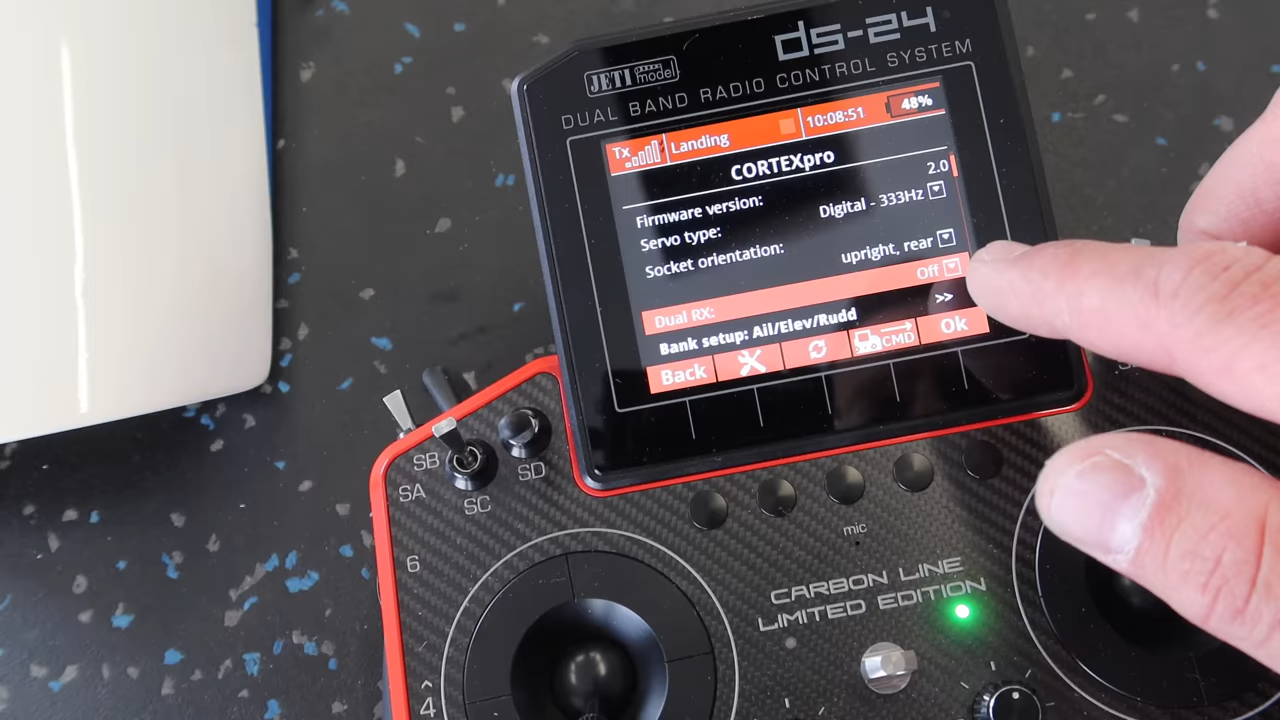 ds-24
JETI model
DUAL BAND RADIO CONTROL SYSTEM
Tx Landing 10:08:51 48%
CORTEXpro
Firmware version: 2.0
Servo type: Digital - 333Hz
Socket orientation: upright, rear
Dual RX: Off
Bank setup: Ail/Elev/Rudd >>
Back CMD Ok
SB
SA
SC
SD
mic
6
4
CARBON LINE
LIMITED EDITION